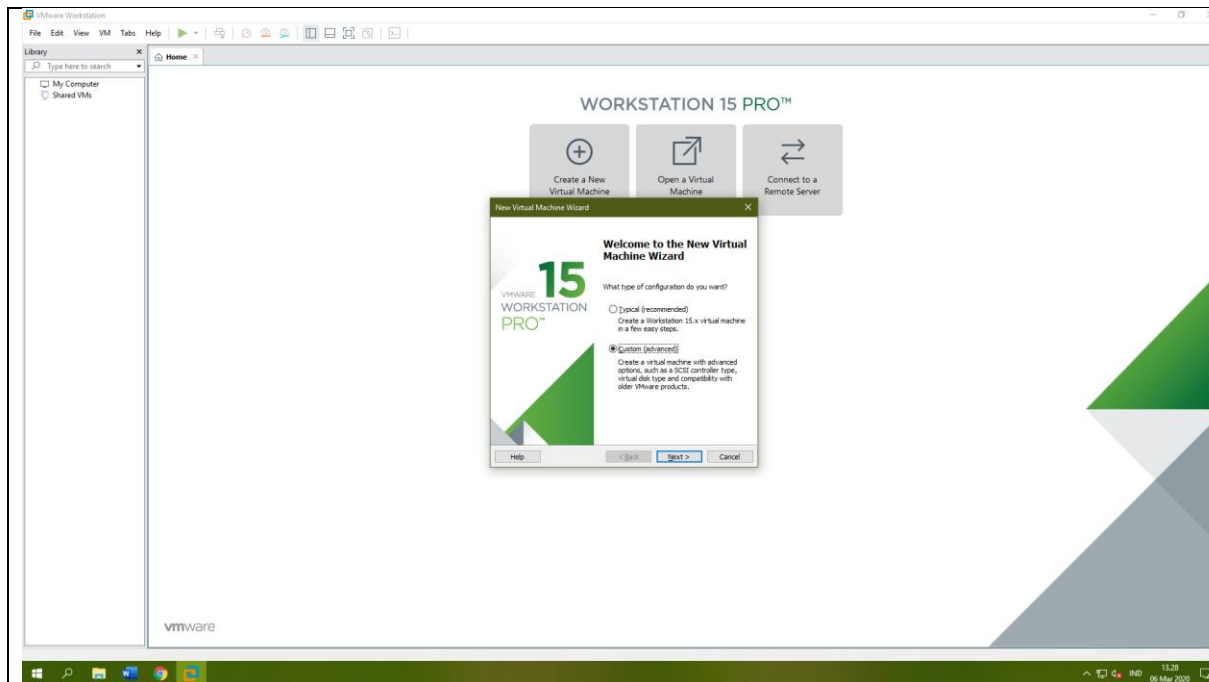 VMware Workstation
File Edit View VM Tabs Help
Library
Type here to search
My Computer
Shared VMs
Home
WORKSTATION 15 PRO™
Create a New
Virtual Machine
Open a Virtual
Machine
Connect to a
Remote Server
New Virtual Machine Wizard
VMWARE 15
WORKSTATION
PRO™
Welcome to the New Virtual
Machine Wizard
What type of configuration do you want?
Typical (recommended)
Create a Workstation 15.x virtual machine
in a few easy steps.
Custom (advanced)
Create a virtual machine with advanced
options, such as a SCSI controller type,
virtual disk type and compatibility with
older VMware products.
Help
< Back
Next >
Cancel
vmware
IND
13.28
06 Mar 2020